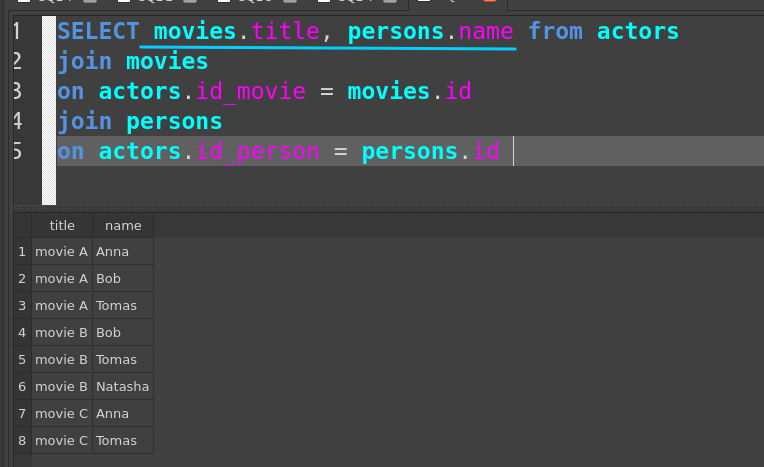 1 SELECT movies.title, persons.name from actors
2 join movies
3 on actors.id_movie = movies.id
4 join persons
5 on actors.id_person = persons.id
title name
1 movie A Anna
2 movie A Bob
3 movie A Tomas
4 movie B Bob
5 movie B Tomas
6 movie B Natasha
7 movie C Anna
8 movie C Tomas